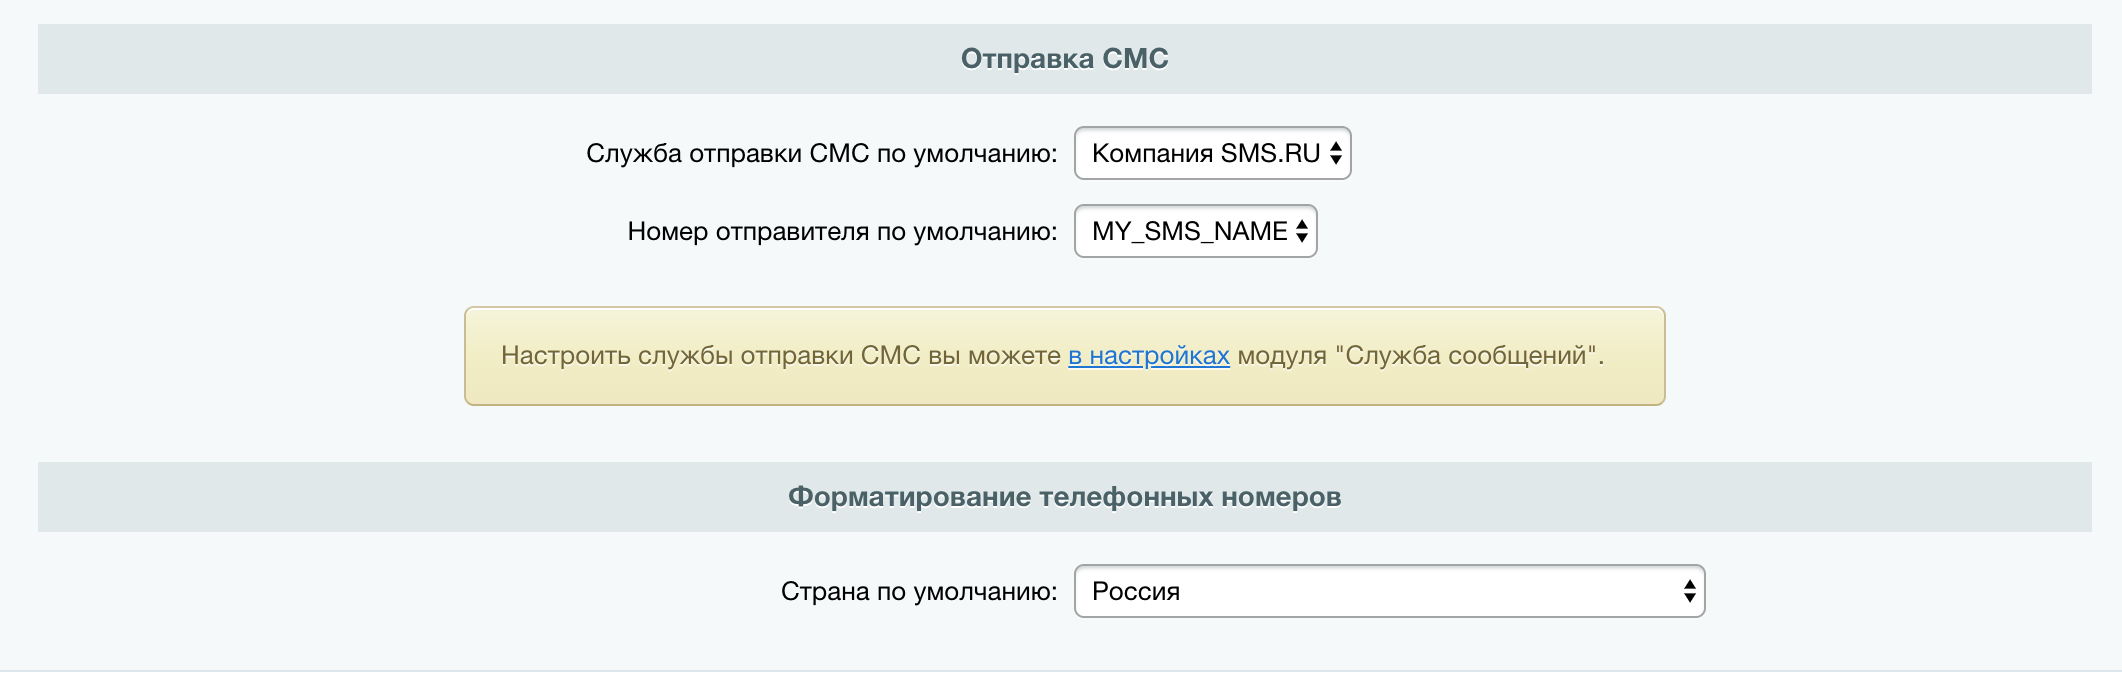 Отправка СМС
Служба отправки СМС по умолчанию: Компания SMS.RU
Номер отправителя по умолчанию: MY_SMS_NAME
Настроить службы отправки СМС вы можете в настройках модуля "Служба сообщений".
Форматирование телефонных номеров
Страна по умолчанию: Россия